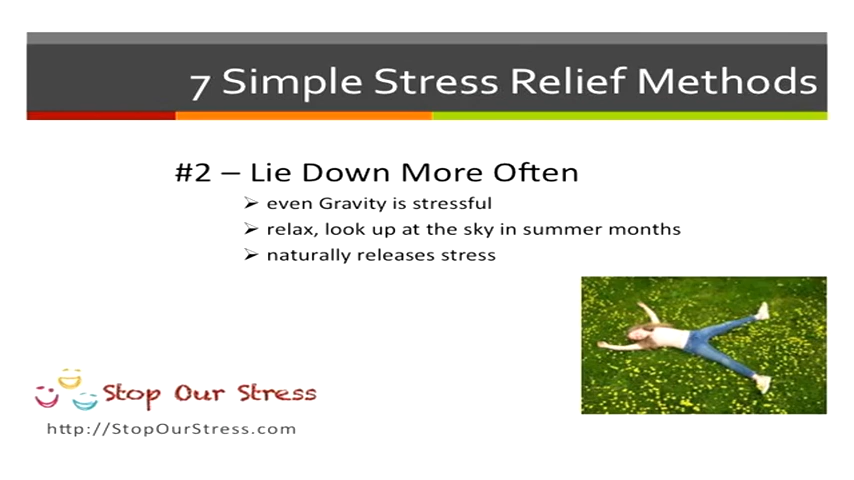 7 Simple Stress Relief Methods
#2 – Lie Down More Often
➢ even Gravity is stressful
➢ relax, look up at the sky in summer months
➢ naturally releases stress
Stop Our Stress
http://StopOurStress.com